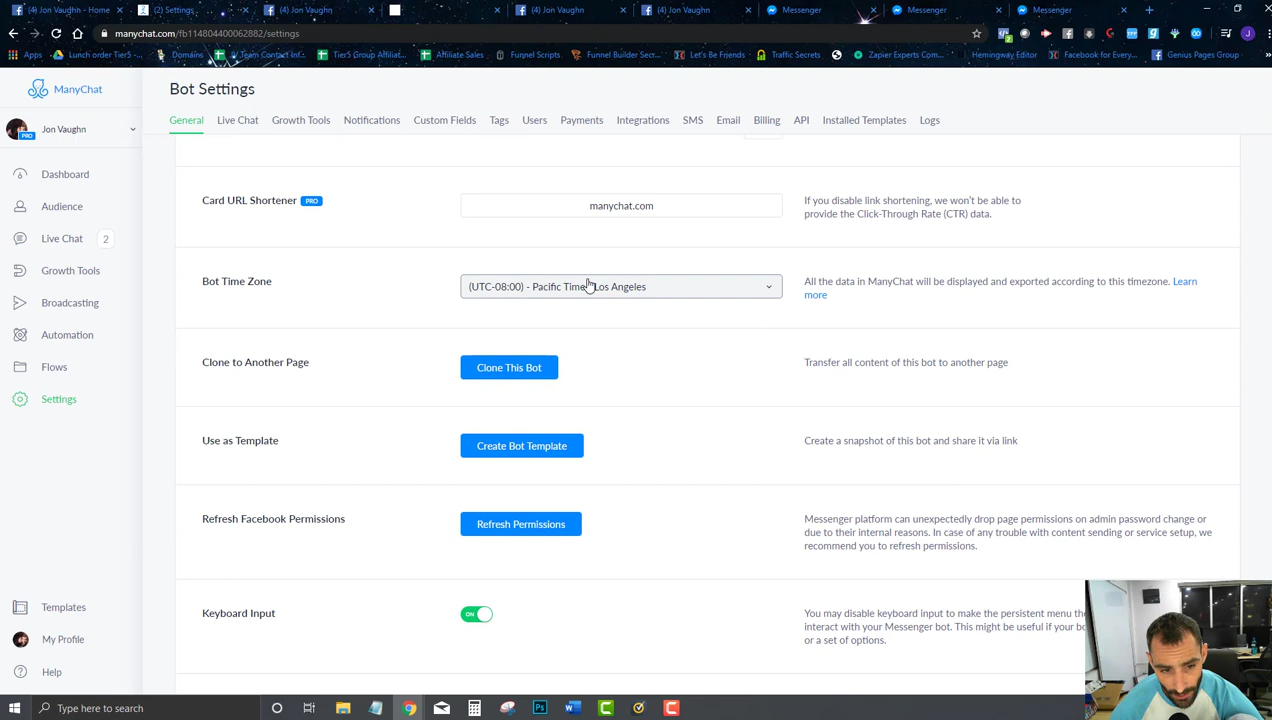 (4) Jon Vaughn - Home
(2) Settings
(4) Jon Vaughn
(4) Jon Vaughn
(4) Jon Vaughn
Messenger
Messenger
Messenger
manychat.com/fb114804400062882/settings
Apps
Lunch order Tier5 -...
Domains
IN Team Contact Inf...
Tier5 Group Affiliat...
Affiliate Sales
Funnel Scripts
Funnel Builder Secr...
Let's Be Friends
Traffic Secrets
Zapier Experts Com...
Hemingway Editor
Facebook for Every...
Genius Pages Group
ManyChat
Bot Settings
Jon Vaughn
PRO
General
Live Chat
Growth Tools
Notifications
Custom Fields
Tags
Users
Payments
Integrations
SMS
Email
Billing
API
Installed Templates
Logs
Dashboard
Audience
Live Chat 2
Growth Tools
Broadcasting
Automation
Flows
Settings
Templates
My Profile
Help
Card URL Shortener PRO
manychat.com
If you disable link shortening, we won't be able to
provide the Click-Through Rate (CTR) data.
Bot Time Zone
(UTC-08:00) - Pacific Time Los Angeles
All the data in ManyChat will be displayed and exported according to this timezone. Learn
more
Clone to Another Page
Clone This Bot
Transfer all content of this bot to another page
Use as Template
Create Bot Template
Create a snapshot of this bot and share it via link
Refresh Facebook Permissions
Refresh Permissions
Messenger platform can unexpectedly drop page permissions on admin password change or
due to their internal reasons. In case of any trouble with content sending or service setup, we
recommend you to refresh permissions.
Keyboard Input
ON
You may disable keyboard input to make the persistent menu the
interact with your Messenger bot. This might be useful if your bo
or a set of options.
Type here to search